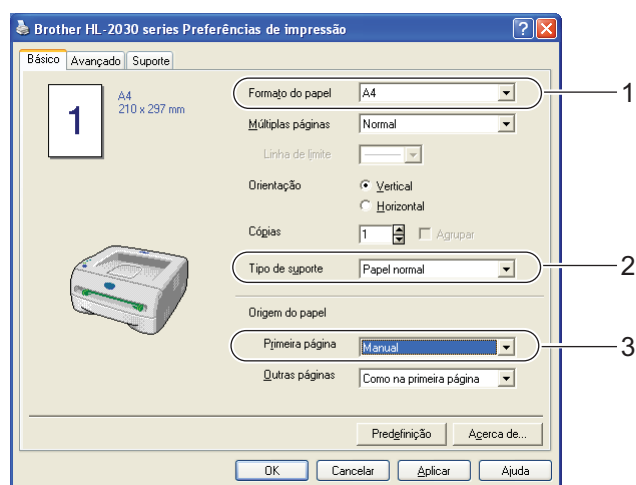 Brother HL-2030 series Preferências de impressão
Básico Avançado Suporte
1
A4
210 x 297 mm
Formato do papel A4 1
Múltiplas páginas Normal
Linha de limite
Orientação Vertical
Horizontal
Cópias 1 Agrupar
Tipo de suporte Papel normal 2
Origem do papel
Primeira página Manual 3
Outras páginas Como na primeira página
Predefinição Acerca de...
OK Cancelar Aplicar Ajuda